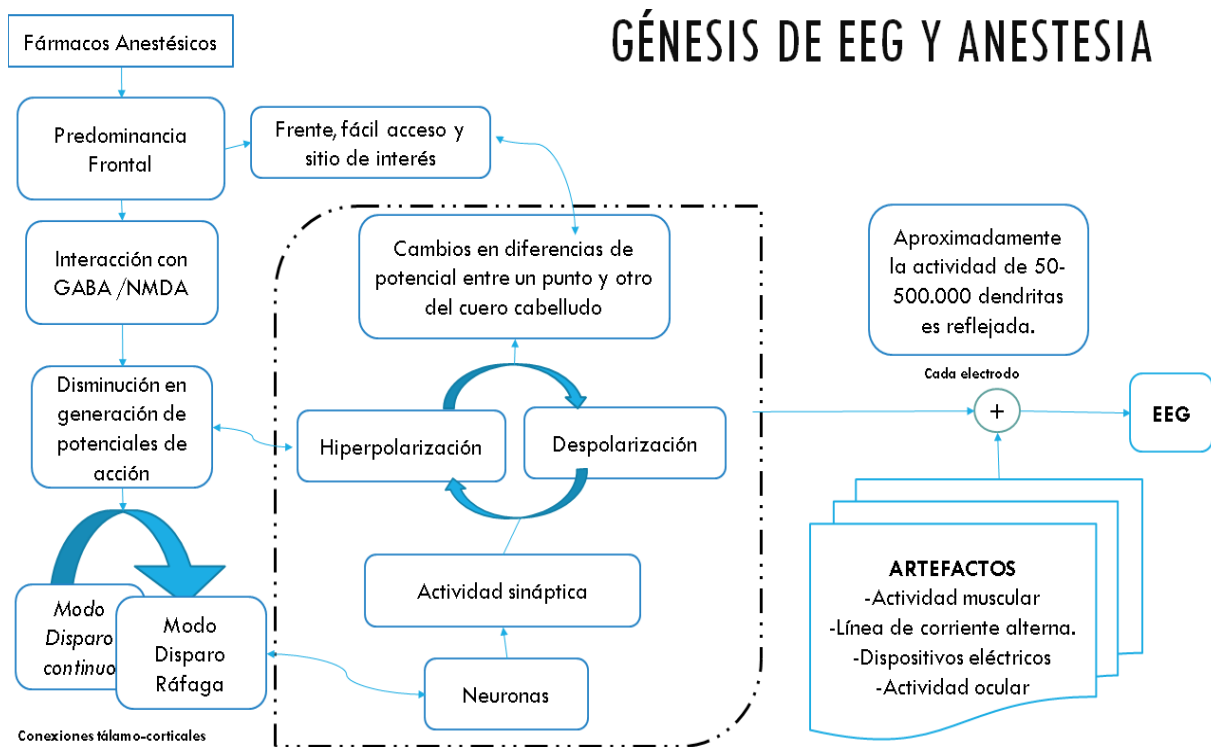 GÉNESIS DE EEG Y ANESTESIA
Fármacos Anestésicos
Predominancia
Frontal
Frente, fácil acceso y
sitio de interés
Interacción con
GABA /NMDA
Cambios en diferencias de
potencial entre un punto y otro
del cuero cabelludo
Aproximadamente
la actividad de 50-
500.000 dendritas
es reflejada.
Cada electrodo
+
EEG
Disminución en
generación de
potenciales de
acción
Hiperpolarización
Despolarización
Actividad sináptica
Neuronas
Modo
Disparo
continuo
Modo
Disparo
Ráfaga
Conexiones tálamo-corticales
ARTEFACTOS
-Actividad muscular
-Línea de corriente alterna.
-Dispositivos eléctricos
-Actividad ocular